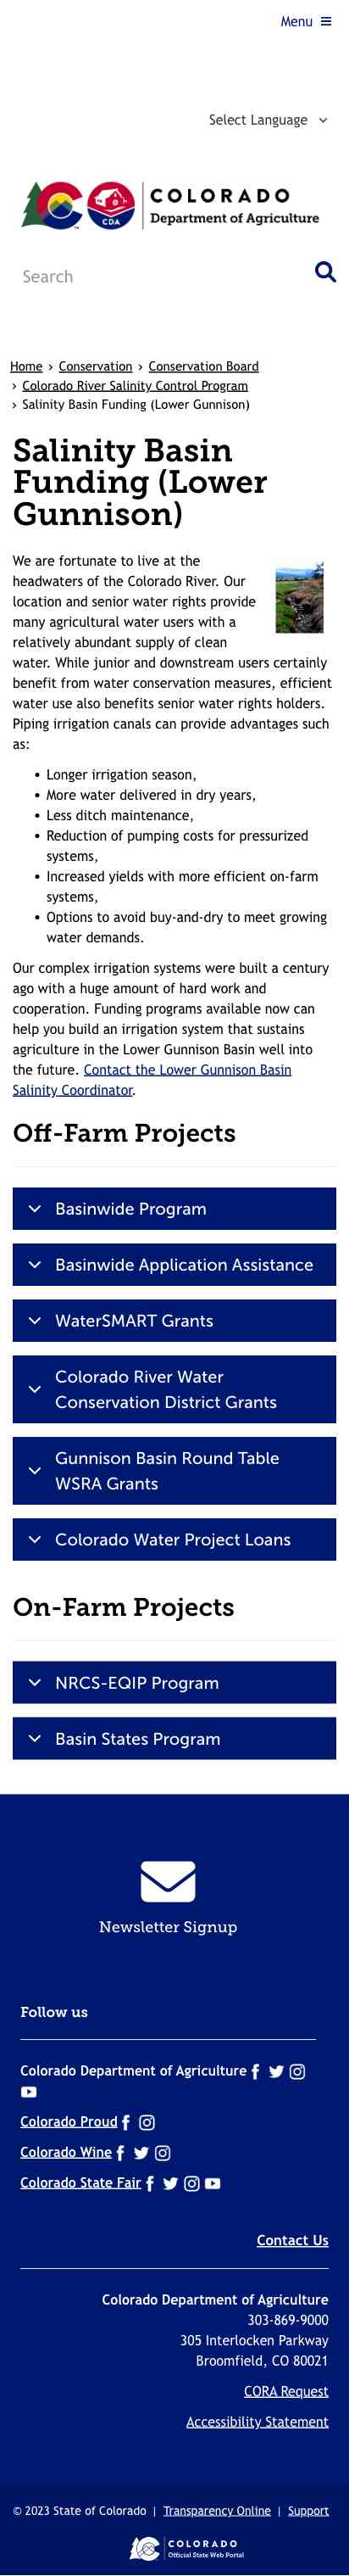 Menu
Select Language
COLORADO
Department of Agriculture
CDA
Search
Home > Conservation > Conservation Board
> Colorado River Salinity Control Program
> Salinity Basin Funding (Lower Gunnison)
Salinity Basin
Funding (Lower
Gunnison)
We are fortunate to live at the
headwaters of the Colorado River. Our
location and senior water rights provide
many agricultural water users with a
relatively abundant supply of clean
water. While junior and downstream users certainly
benefit from water conservation measures, efficient
water use also benefits senior water rights holders.
Piping irrigation canals can provide advantages such
as:
• Longer irrigation season,
• More water delivered in dry years,
• Less ditch maintenance,
• Reduction of pumping costs for pressurized
systems,
• Increased yields with more efficient on-farm
systems,
• Options to avoid buy-and-dry to meet growing
water demands.
Our complex irrigation systems were built a century
ago with a huge amount of hard work and
cooperation. Funding programs available now can
help you build an irrigation system that sustains
agriculture in the Lower Gunnison Basin well into
the future. Contact the Lower Gunnison Basin
Salinity Coordinator.
Off-Farm Projects
Basinwide Program
Basinwide Application Assistance
WaterSMART Grants
Colorado River Water
Conservation District Grants
Gunnison Basin Round Table
WSRA Grants
Colorado Water Project Loans
On-Farm Projects
NRCS-EQIP Program
Basin States Program
Newsletter Signup
Follow us
Colorado Department of Agriculture
Colorado Proud
Colorado Wine
Colorado State Fair
Contact Us
Colorado Department of Agriculture
303-869-9000
305 Interlocken Parkway
Broomfield, CO 80021
CORA Request
Accessibility Statement
© 2023 State of Colorado | Transparency Online | Support
COLORADO
Official State Web Portal